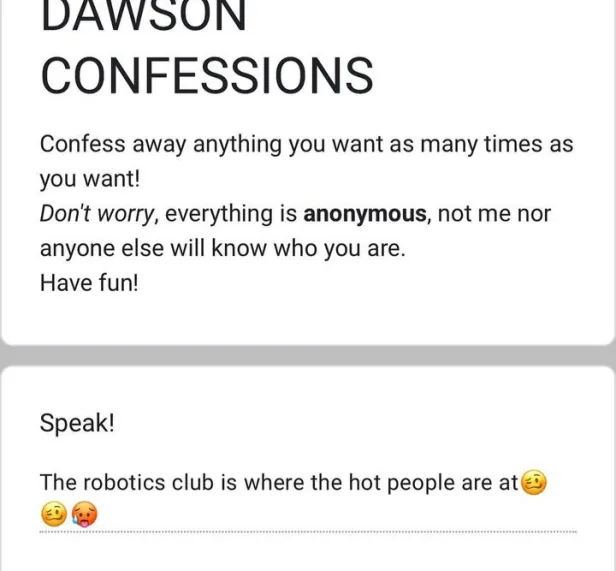 DAWSON
CONFESSIONS
Confess away anything you want as many times as
you want!
Don't worry, everything is anonymous, not me nor
anyone else will know who you are.
Have fun!
Speak!
The robotics club is where the hot people are at🥴
🥴🥵